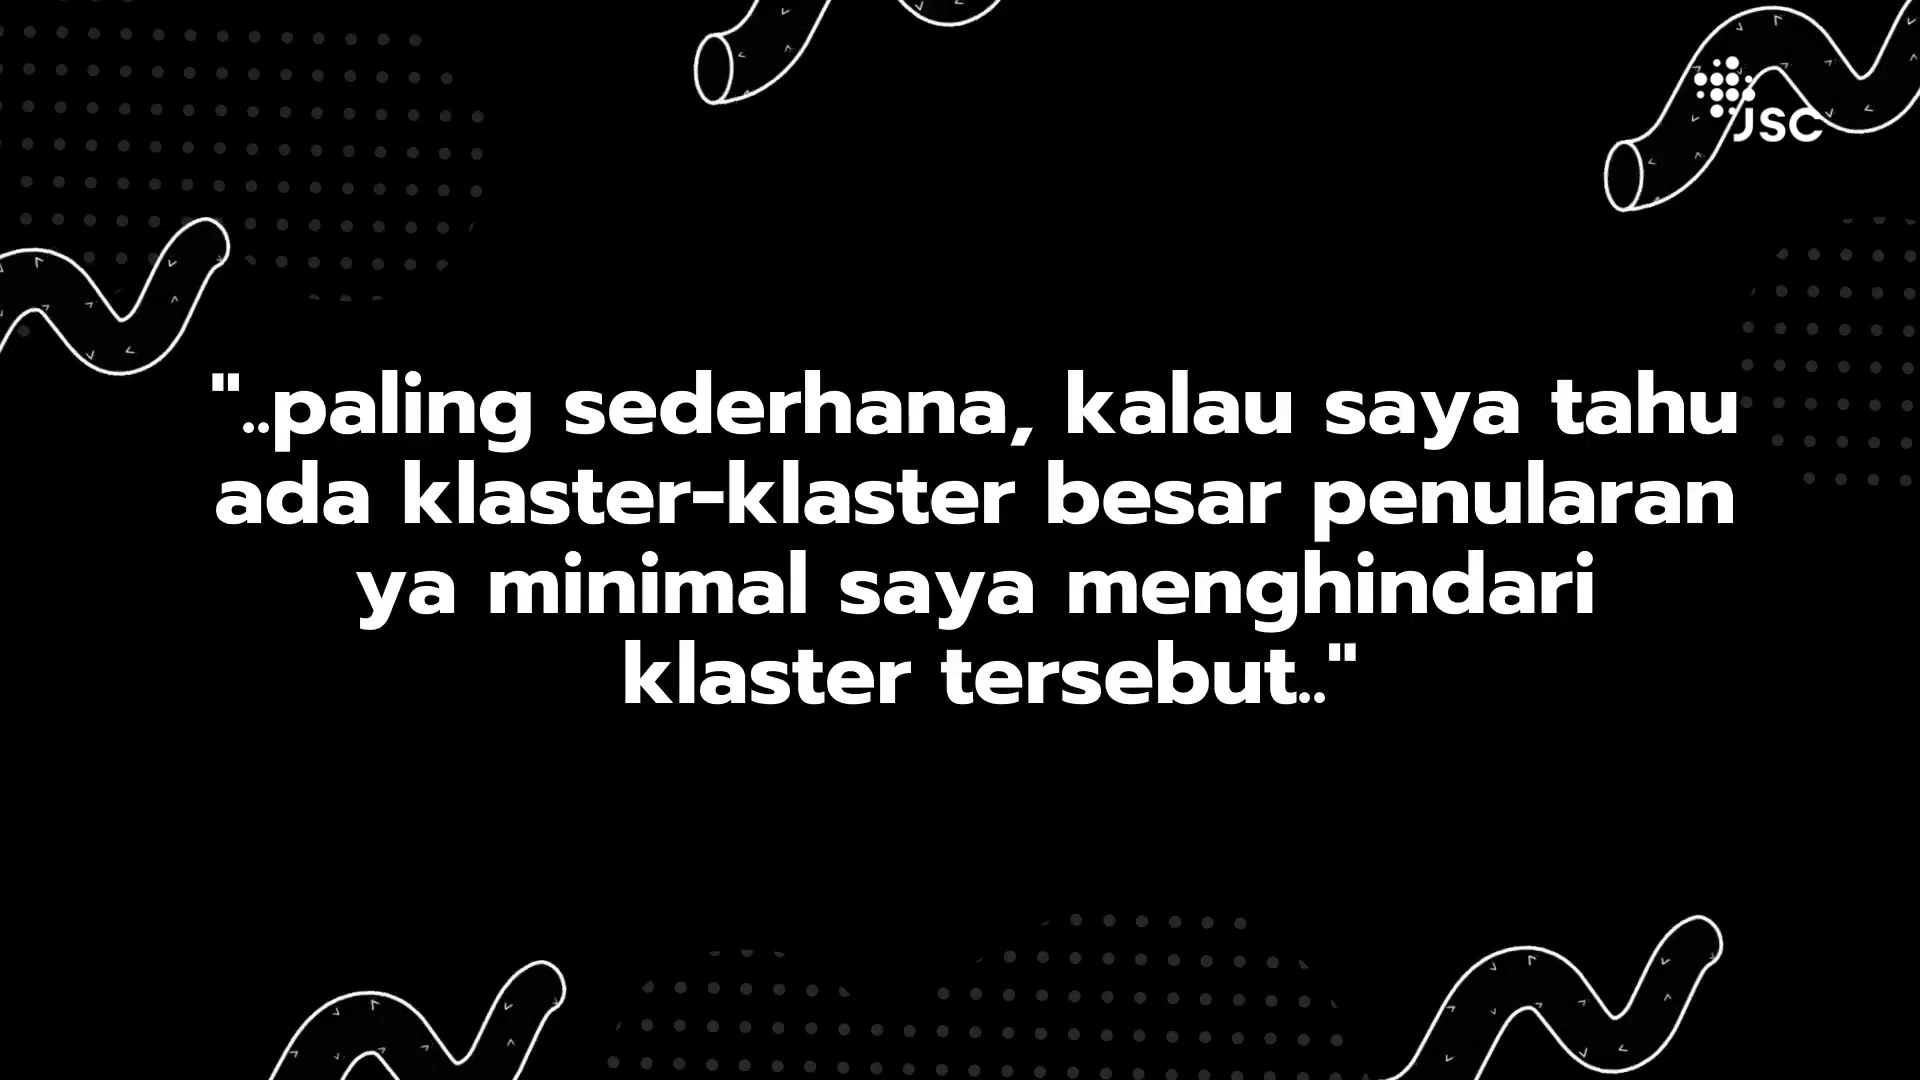 JSC
"..paling sederhana, kalau saya tahu
ada klaster-klaster besar penularan
ya minimal saya menghindari
klaster tersebut.."